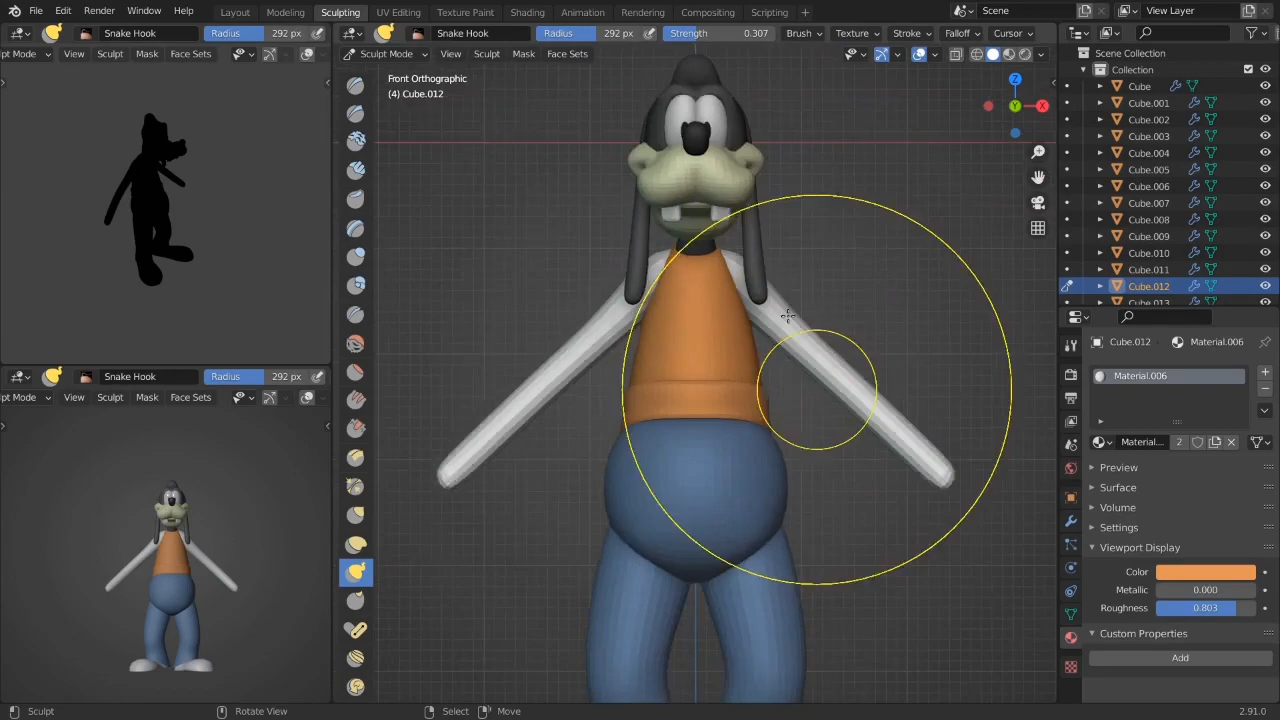 File Edit Render Window Help Layout Modeling Sculpting UV Editing Texture Paint Shading Animation Rendering Compositing Scripting + Scene View Layer
Snake Hook Radius 292 px
pt Mode View Sculpt Mask Face Sets
Snake Hook Radius 292 px Strength 0.307 Brush Texture Stroke Falloff Cursor
Sculpt Mode View Sculpt Mask Face Sets
Front Orthographic
(4) Cube.012
Z
Y
X
Snake Hook Radius 292 px
pt Mode View Sculpt Mask Face Sets
Scene Collection
Collection
Cube
Cube.001
Cube.002
Cube.003
Cube.004
Cube.005
Cube.006
Cube.007
Cube.008
Cube.009
Cube.010
Cube.011
Cube.012
Cube.013
Cube.012 Material.006
Material.006
Material... 2
Preview
Surface
Volume
Settings
Viewport Display
Color
Metallic 0.000
Roughness 0.803
Custom Properties
Add
Sculpt Rotate View Select Move 2.91.0